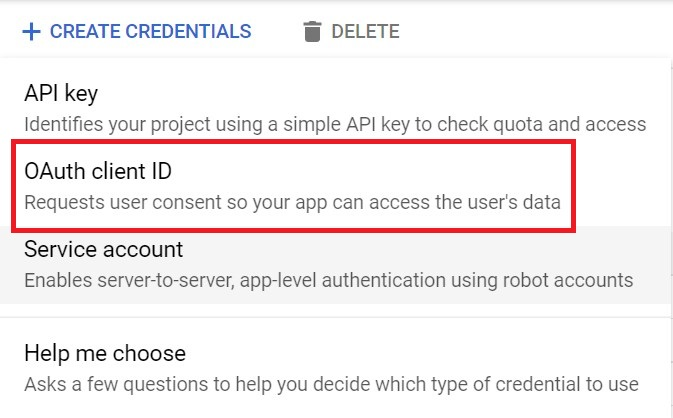 + CREATE CREDENTIALS DELETE
API key
Identifies your project using a simple API key to check quota and access
OAuth client ID
Requests user consent so your app can access the user's data
Service account
Enables server-to-server, app-level authentication using robot accounts
Help me choose
Asks a few questions to help you decide which type of credential to use